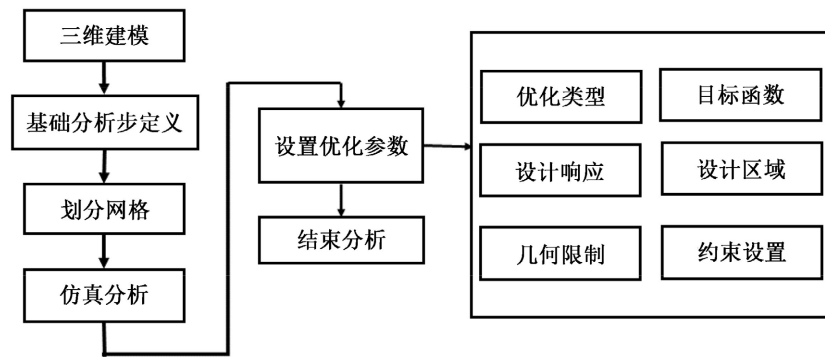 三维建模
基础分析步定义
划分网格
仿真分析
设置优化参数
结束分析
优化类型
目标函数
设计响应
设计区域
几何限制
约束设置